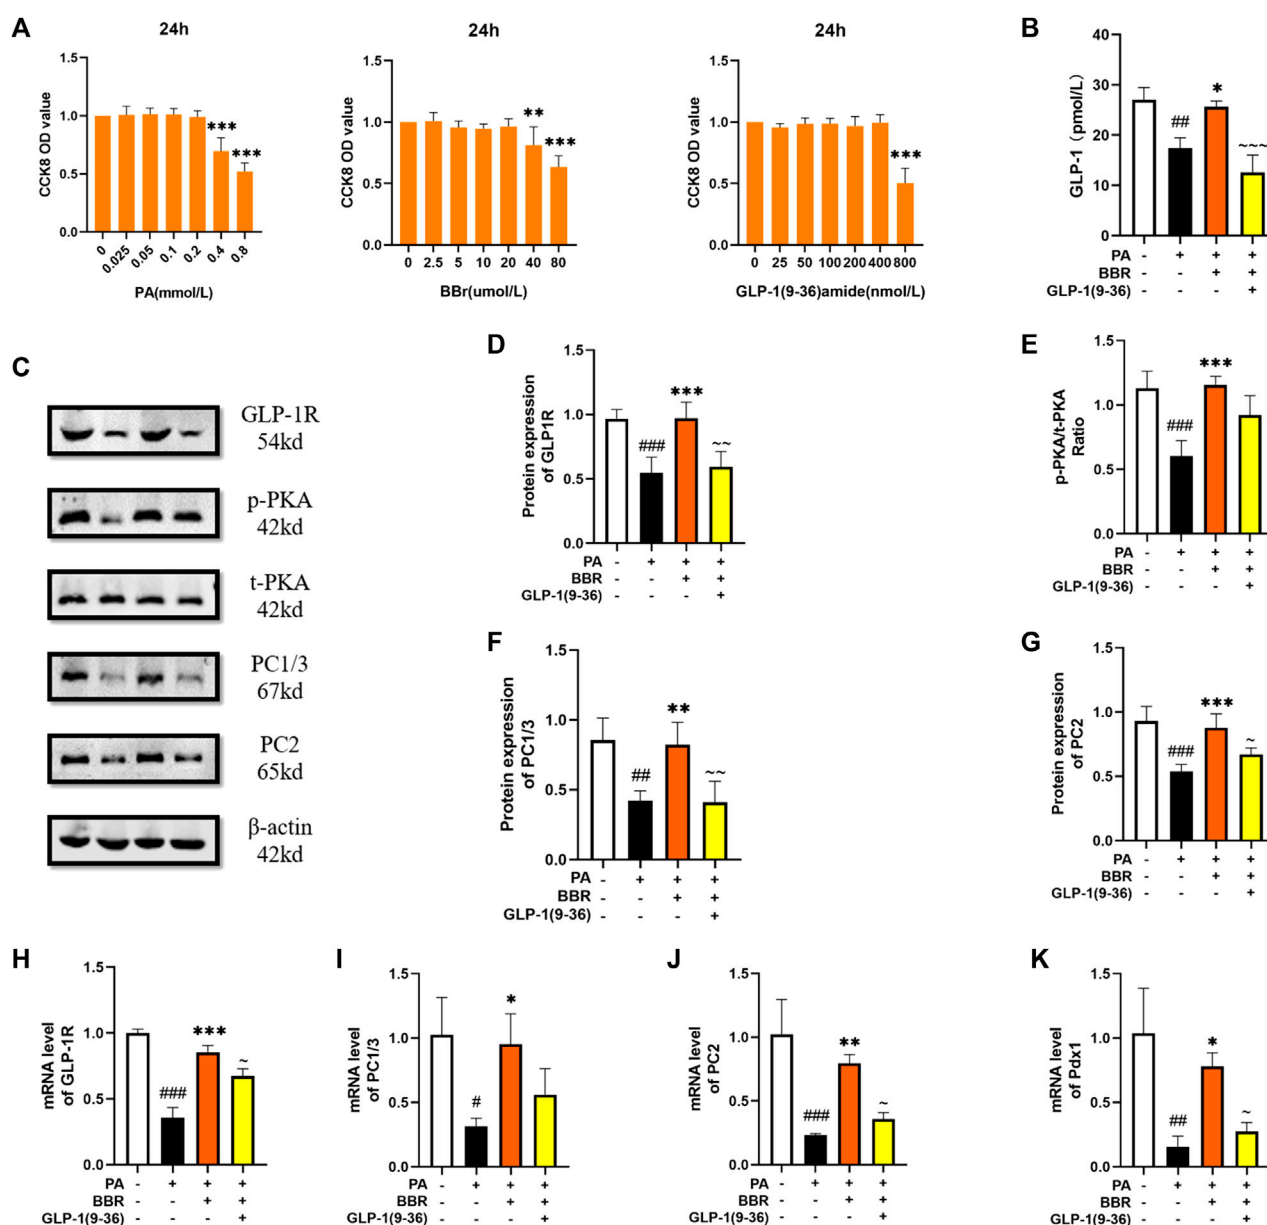 A
24h
CCK8 OD value
1.5
1.0
0.5
0.0
***
***
0
0.025
0.05
0.1
0.2
0.4
0.8
PA(mmol/L)
24h
CCK8 OD value
1.5
1.0
0.5
0.0
**
***
0 2.5 5 10 20 40 80
BBr(umol/L)
24h
CCK8 OD value
1.5
1.0
0.5
0.0
***
0 25 50 100 200 400 800
GLP-1(9-36)amide(nmol/L)
B
GLP-1 (pmol/L)
40
30
20
10
0
##
*
~~~
PA - + + +
BBR - - + +
GLP-1(9-36) - - - +
C
GLP-1R
54kd
p-PKA
42kd
t-PKA
42kd
PC1/3
67kd
PC2
65kd
β-actin
42kd
D
Protein expression
of GLP1R
1.5
1.0
0.5
0.0
###
***
~~
PA - + + +
BBR - - + +
GLP-1(9-36) - - - +
E
p-PKA/t-PKA
Ratio
1.5
1.0
0.5
0.0
###
***
PA - + + +
BBR - - + +
GLP-1(9-36) - - - +
F
Protein expression
of PC1/3
1.5
1.0
0.5
0.0
##
**
~~
PA - + + +
BBR - - + +
GLP-1(9-36) - - - +
G
Protein expression
of PC2
1.5
1.0
0.5
0.0
###
***
~
PA - + + +
BBR - - + +
GLP-1(9-36) - - - +
H
mRNA level
of GLP-1R
1.5
1.0
0.5
0.0
###
***
~
PA - + + +
BBR - - + +
GLP-1(9-36) - - - +
I
mRNA level
of PC1/3
1.5
1.0
0.5
0.0
#
*
PA - + + +
BBR - - + +
GLP-1(9-36) - - - +
J
mRNA level
of PC2
1.5
1.0
0.5
0.0
###
**
~
PA - + + +
BBR - - + +
GLP-1(9-36) - - - +
K
mRNA level
of Pdx1
1.5
1.0
0.5
0.0
##
*
~
PA - + + +
BBR - - + +
GLP-1(9-36) - - - +